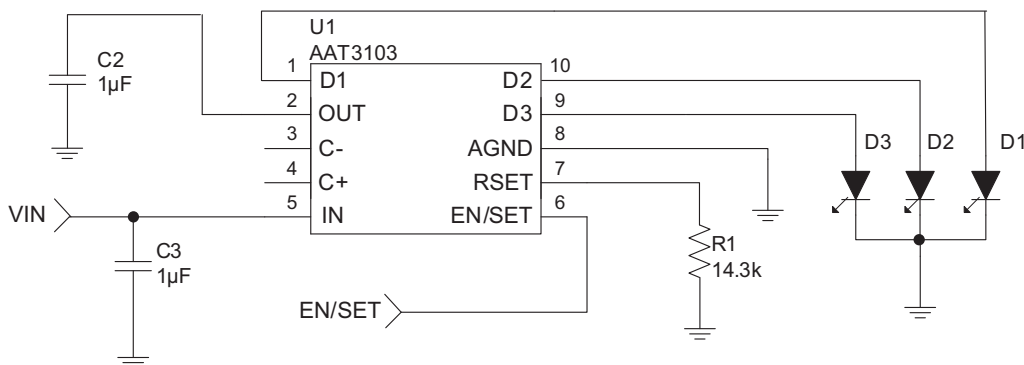 U1
AAT3103
C2
1µF
1
D1
D2
10
2
OUT
D3
9
3
C-
AGND
8
4
C+
RSET
7
5
IN
EN/SET
6
D3
D2
D1
VIN
C3
1µF
R1
14.3k
EN/SET